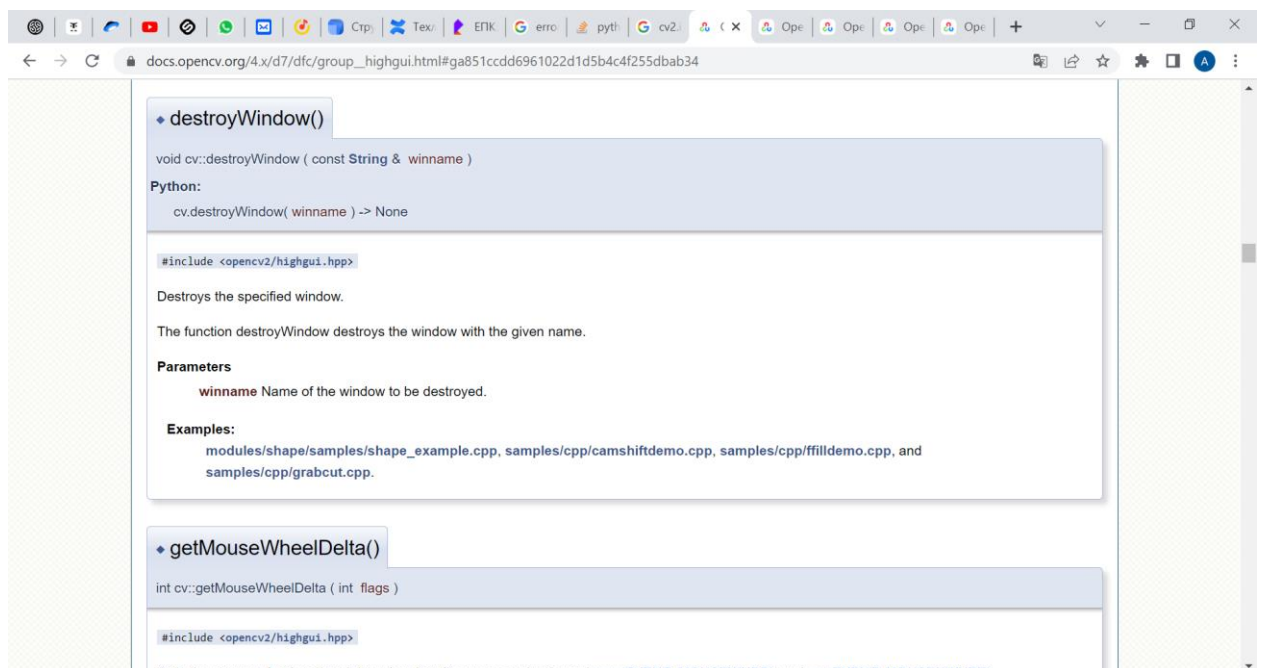 Стр
Тех
ЕПК
erro
pyth
cv2.
Ope
Ope
Ope
Ope
docs.opencv.org/4.x/d7/dfc/group__highgui.html#ga851ccdd6961022d1d5b4c4f255dbab34
A
destroyWindow()
void cv::destroyWindow ( const String & winname )
Python:
cv.destroyWindow( winname ) -> None
#include <opencv2/highgui.hpp>
Destroys the specified window.
The function destroyWindow destroys the window with the given name.
Parameters
winname Name of the window to be destroyed.
Examples:
modules/shape/samples/shape_example.cpp, samples/cpp/camshiftdemo.cpp, samples/cpp/ffilldemo.cpp, and
samples/cpp/grabcut.cpp.
getMouseWheelDelta()
int cv::getMouseWheelDelta ( int flags )
#include <opencv2/highgui.hpp>